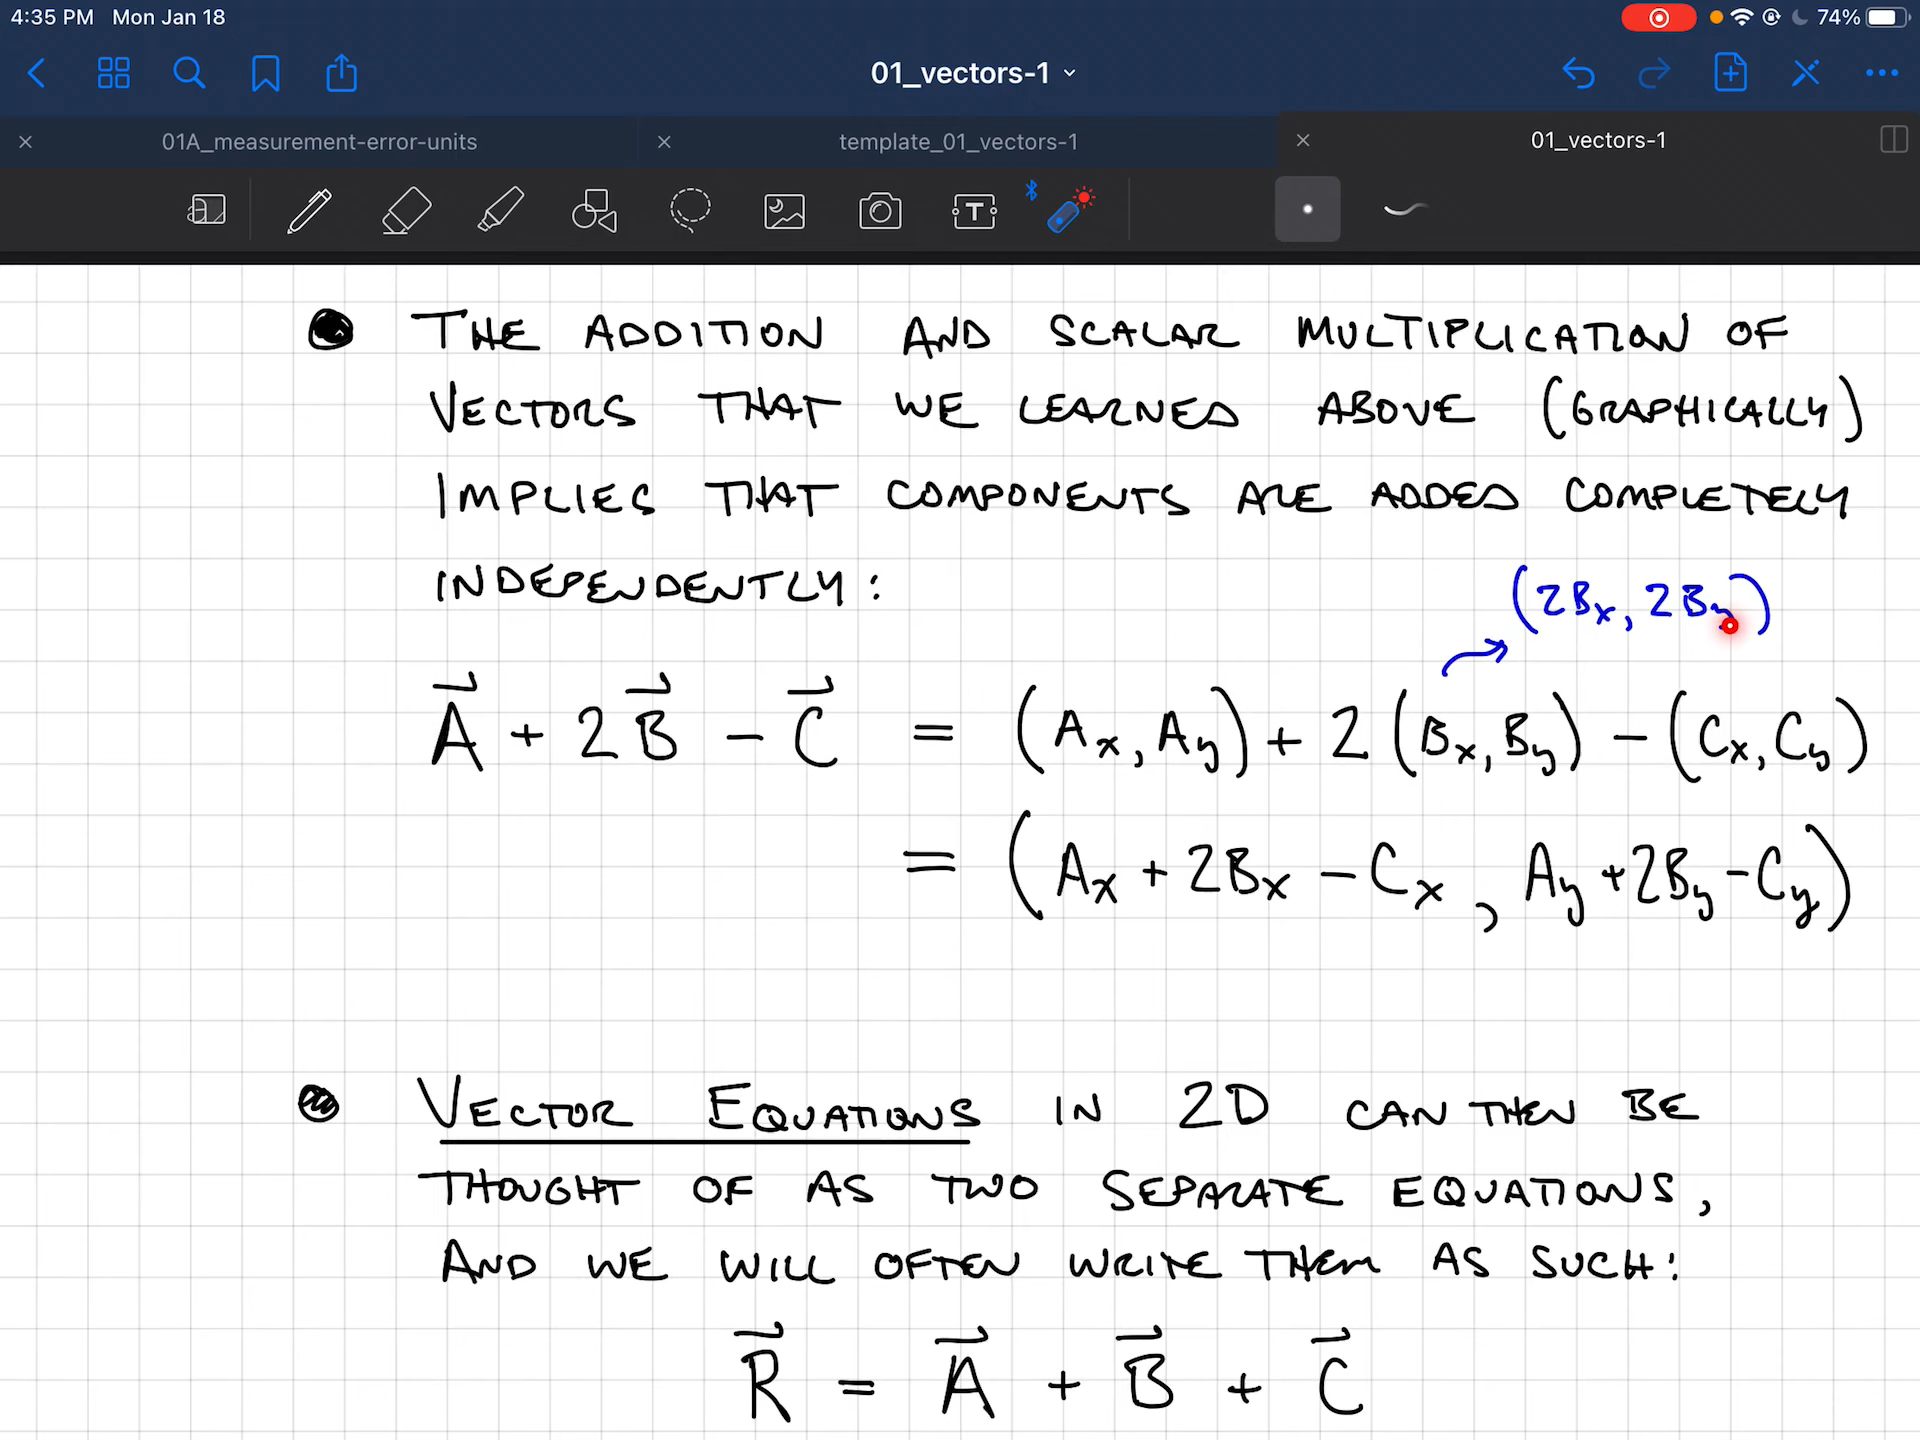 4:35 PM Mon Jan 18
74%
01_vectors-1
01A_measurement-error-units
template_01_vectors-1
01_vectors-1
T
THE ADDITION AND SCALAR MULTIPLICATION OF
VECTORS THAT WE LEARNED ABOVE (GRAPHICALLY)
IMPLIES THAT COMPONENTS ARE ADDED COMPLETELY
INDEPENDENTLY:
(2Bx, 2By)
A⃗ + 2B⃗ - C⃗ = (Ax, Ay) + 2(Bx, By) - (Cx, Cy)
= (Ax + 2Bx - Cx, Ay + 2By - Cy)
VECTOR EQUATIONS IN 2D CAN THEN BE
THOUGHT OF AS TWO SEPARATE EQUATIONS,
AND WE WILL OFTEN WRITE THEM AS SUCH:
R⃗ = A⃗ + B⃗ + C⃗